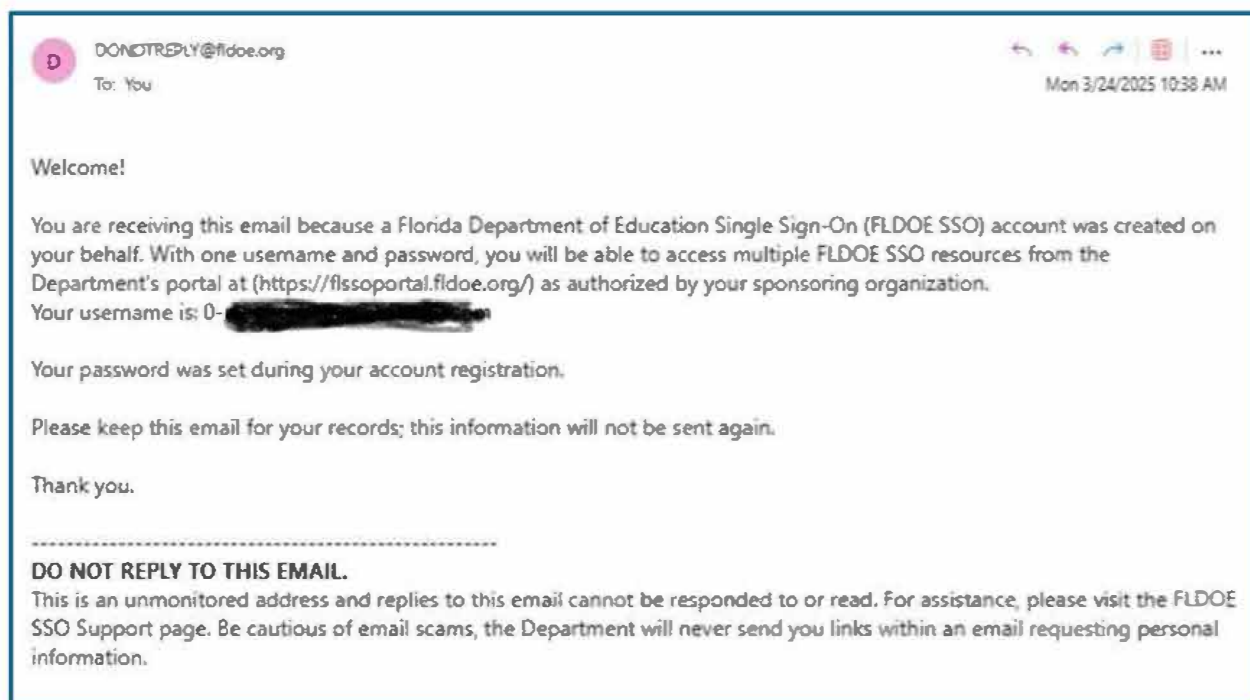 D
DONOTREPLY@fldoe.org
To: You
Mon 3/24/2025 10:38 AM
Welcome!
You are receiving this email because a Florida Department of Education Single Sign-On (FLDOE SSO) account was created on
your behalf. With one username and password, you will be able to access multiple FLDOE SSO resources from the
Department's portal at (https://flssoportal.fldoe.org/) as authorized by your sponsoring organization.
Your username is: 0-
Your password was set during your account registration.
Please keep this email for your records; this information will not be sent again.
Thank you.
------------------------------------------------------
DO NOT REPLY TO THIS EMAIL.
This is an unmonitored address and replies to this email cannot be responded to or read. For assistance, please visit the FLDOE
SSO Support page. Be cautious of email scams, the Department will never send you links within an email requesting personal
information.